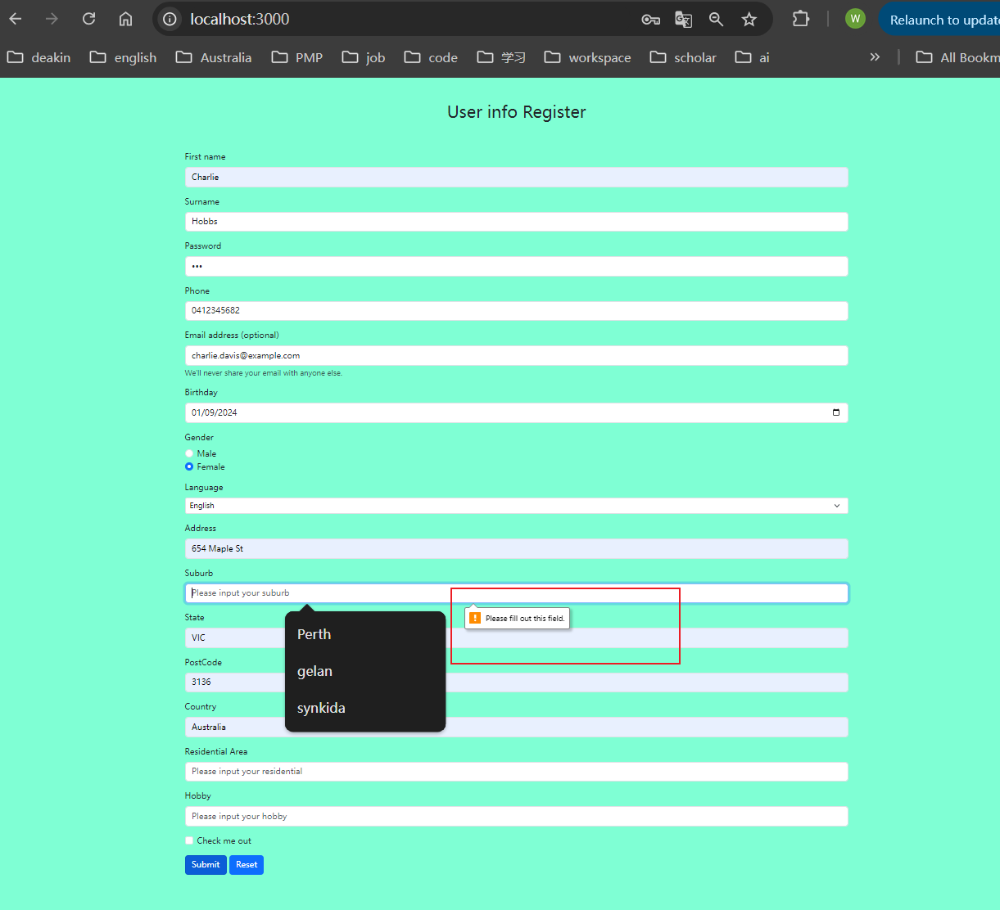 localhost:3000
W
Relaunch to update
deakin
english
Australia
PMP
job
code
学习
workspace
scholar
ai
»
All Bookm
User info Register
First name
Charlie
Surname
Hobbs
Password
•••
Phone
0412345682
Email address (optional)
charlie.davis@example.com
We'll never share your email with anyone else.
Birthday
01/09/2024
Gender
Male
Female
Language
English
Address
654 Maple St
Suburb
Please input your suburb
Perth
gelan
synkida
Please fill out this field.
State
VIC
PostCode
3136
Country
Australia
Residential Area
Please input your residential
Hobby
Please input your hobby
Check me out
Submit
Reset